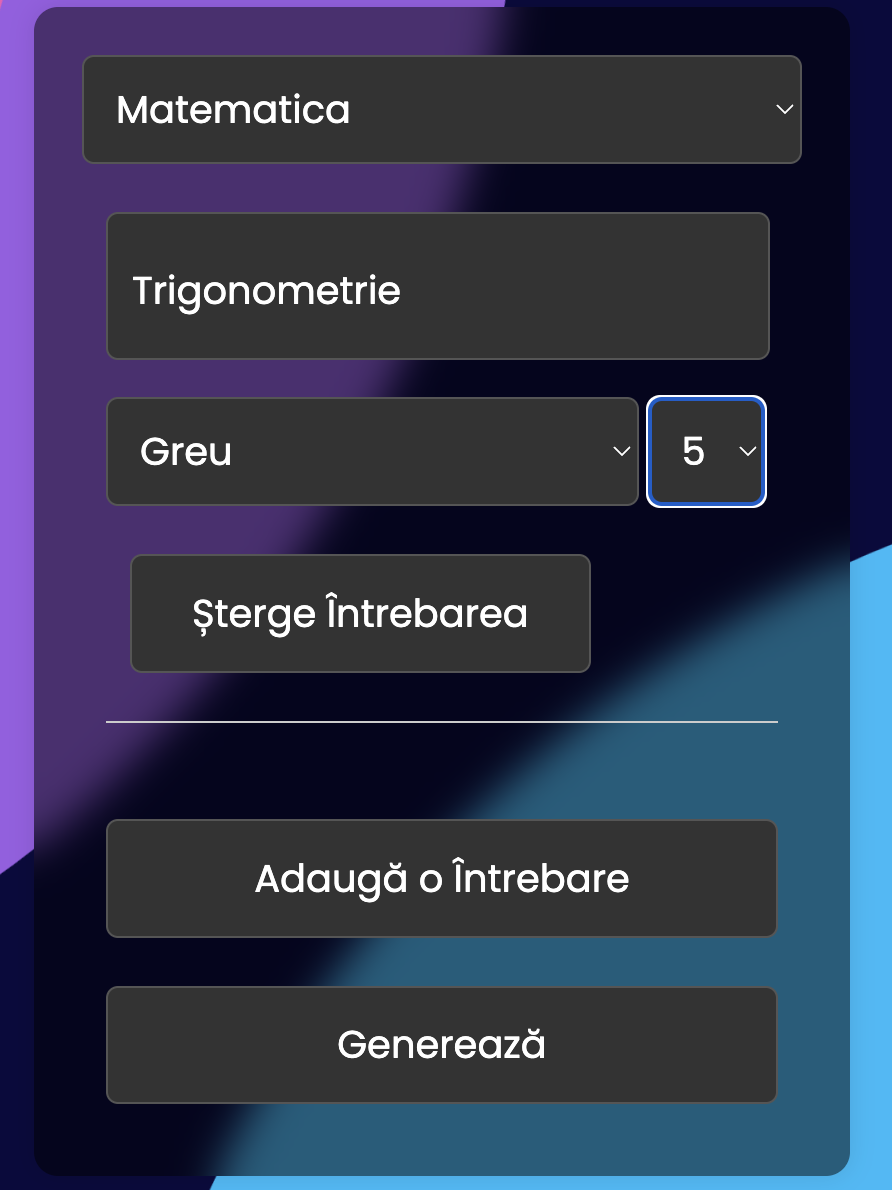 Matematica
Trigonometrie
Greu
5
Șterge Întrebarea
Adaugă o Întrebare
Generează